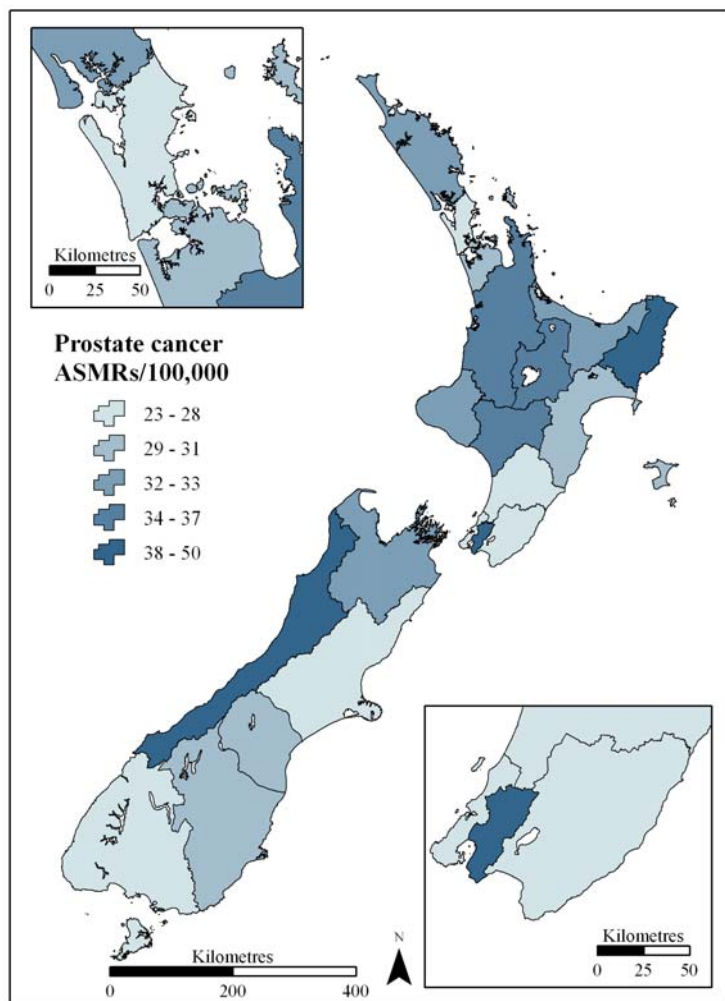 Kilometres
0 25 50
Prostate cancer
ASMRs/100,000
23 - 28
29 - 31
32 - 33
34 - 37
38 - 50
N
Kilometres
0 200 400
Kilometres
0 25 50